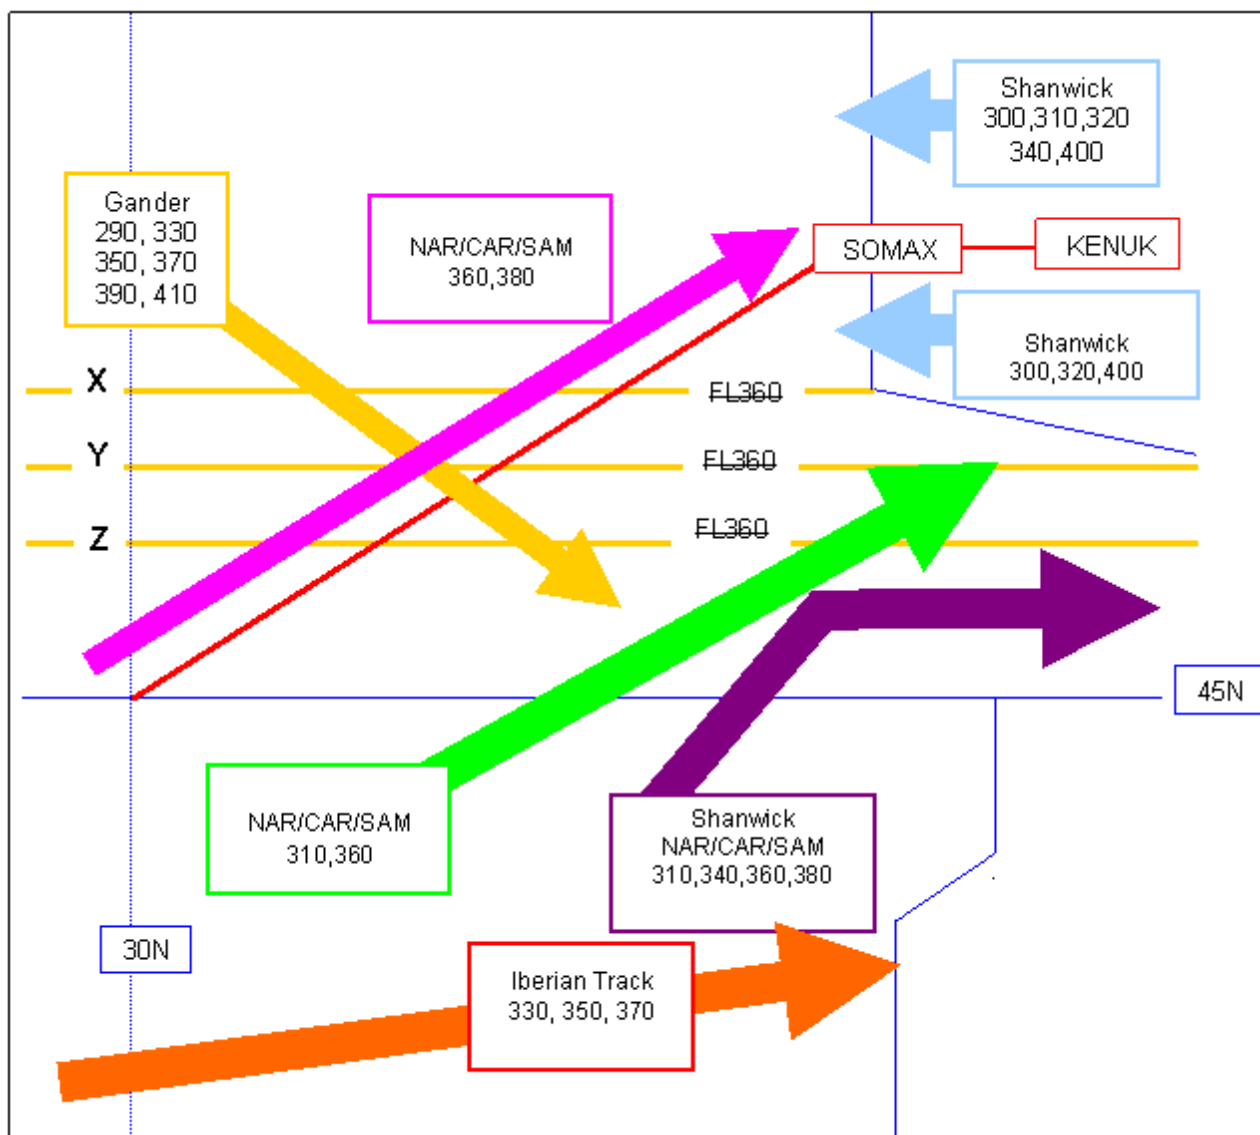 Shanwick
300,310,320
340,400
Gander
290, 330
350, 370
390, 410
NAR/CAR/SAM
360,380
SOMAX
KENUK
Shanwick
300,320,400
X
FL360
Y
FL360
Z
FL360
45N
NAR/CAR/SAM
310,360
Shanwick
NAR/CAR/SAM
310,340,360,380
30N
Iberian Track
330, 350, 370